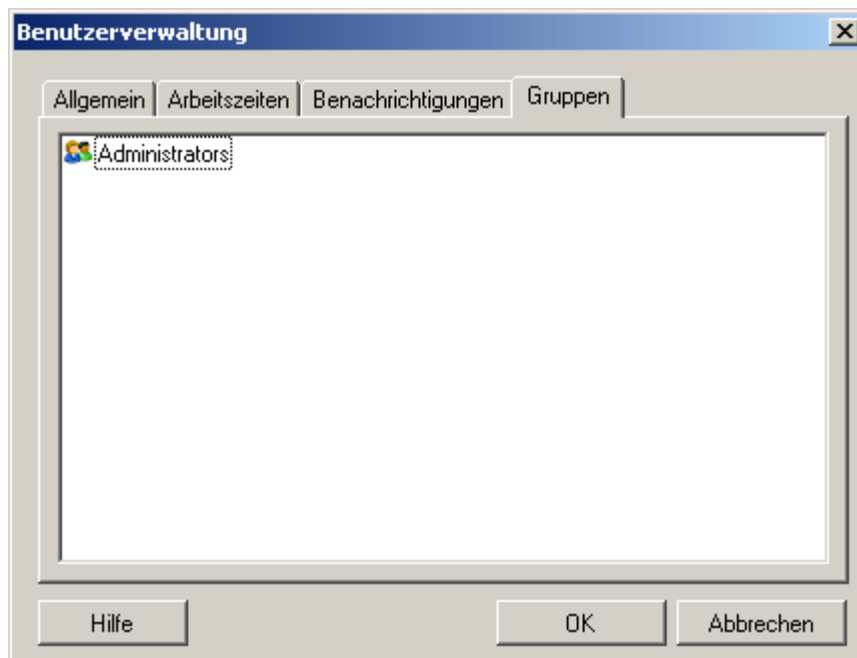 Benutzerverwaltung
Allgemein Arbeitszeiten Benachrichtigungen Gruppen
Administrators
Hilfe OK Abbrechen